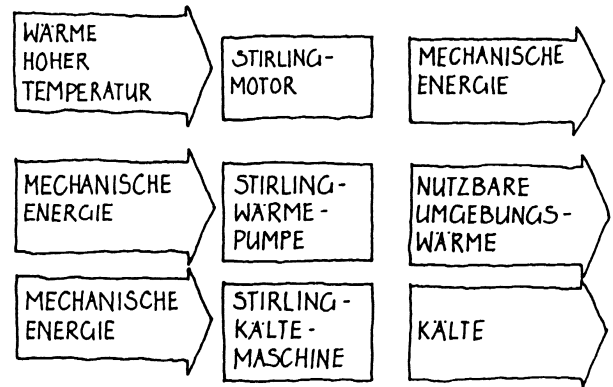 WÄRME
HOHER
TEMPERATUR
STIRLING-
MOTOR
MECHANISCHE
ENERGIE
MECHANISCHE
ENERGIE
STIRLING-
WÄRME-
PUMPE
NUTZBARE
UMGEBUNGS-
WÄRME
MECHANISCHE
ENERGIE
STIRLING-
KÄLTE-
MASCHINE
KÄLTE